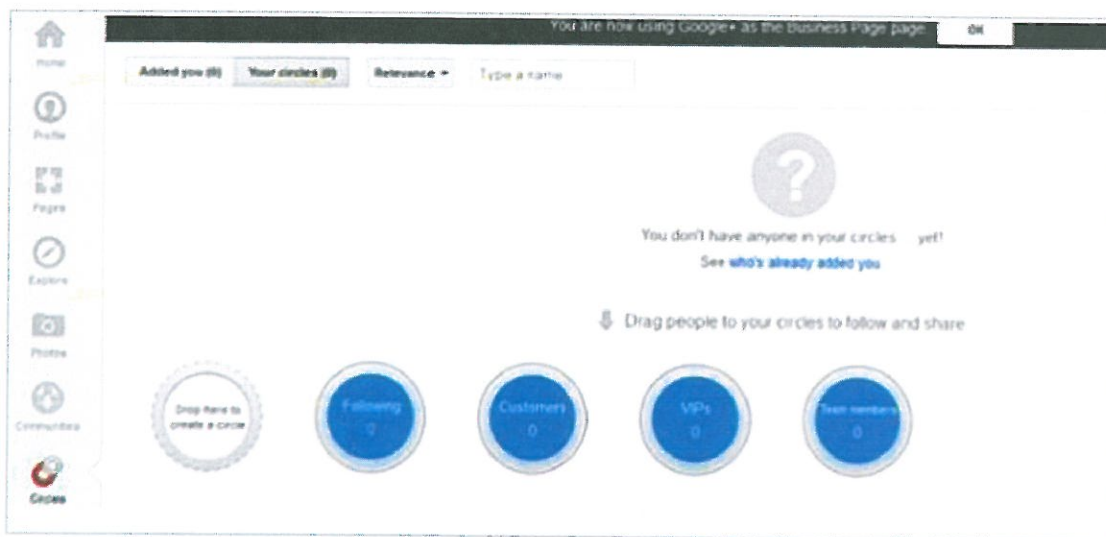 You are now using Google+ as the Business Page page.
OK
Home
Added you (0)
Your circles (0)
Relevance
Type a name
Profile
Pages
Explore
Photos
Communities
Circles
You don't have anyone in your circles yet!
See who's already added you
Drag people to your circles to follow and share
Drop here to
create a circle
Following
0
Customers
0
VIPs
0
Team members
0